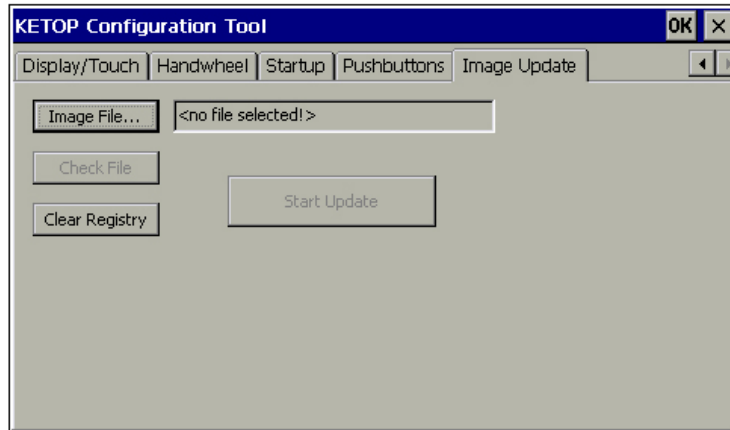 KETOP Configuration Tool OK ×
Display/Touch Handwheel Startup Pushbuttons Image Update
Image File... <no file selected!>
Check File
Start Update
Clear Registry